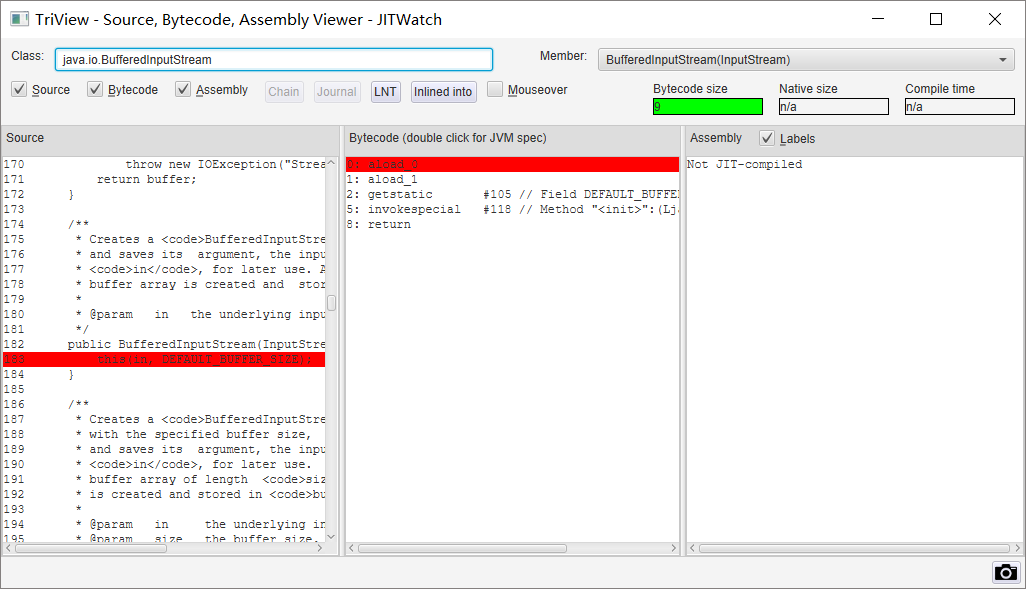 TriView - Source, Bytecode, Assembly Viewer - JITWatch
Class: java.io.BufferedInputStream Member: BufferedInputStream(InputStream)
Source Bytecode Assembly Chain Journal LNT Inlined into Mouseover
Bytecode size Native size Compile time
9 n/a n/a
Source
170 throw new IOException("Strea
171 return buffer;
172 }
173
174 /**
175 * Creates a <code>BufferedInputStre
176 * and saves its  argument, the inpu
177 * <code>in</code>, for later use. A
178 * buffer array is created and  stor
179 *
180 * @param   in   the underlying inpu
181 */
182 public BufferedInputStream(InputStre
183 this(in, DEFAULT_BUFFER_SIZE);
184 }
185
186 /**
187 * Creates a <code>BufferedInputStre
188 * with the specified buffer size,
189 * and saves its  argument, the inpu
190 * <code>in</code>, for later use.
191 * buffer array of length  <code>siz
192 * is created and stored in <code>bu
193 *
194 * @param   in     the underlying in
195 * @param   size   the buffer size.
Bytecode (double click for JVM spec)
0: aload_0
1: aload_1
2: getstatic #105 // Field DEFAULT_BUFFE
5: invokespecial #118 // Method "<init>":(Lj
8: return
Assembly Labels
Not JIT-compiled